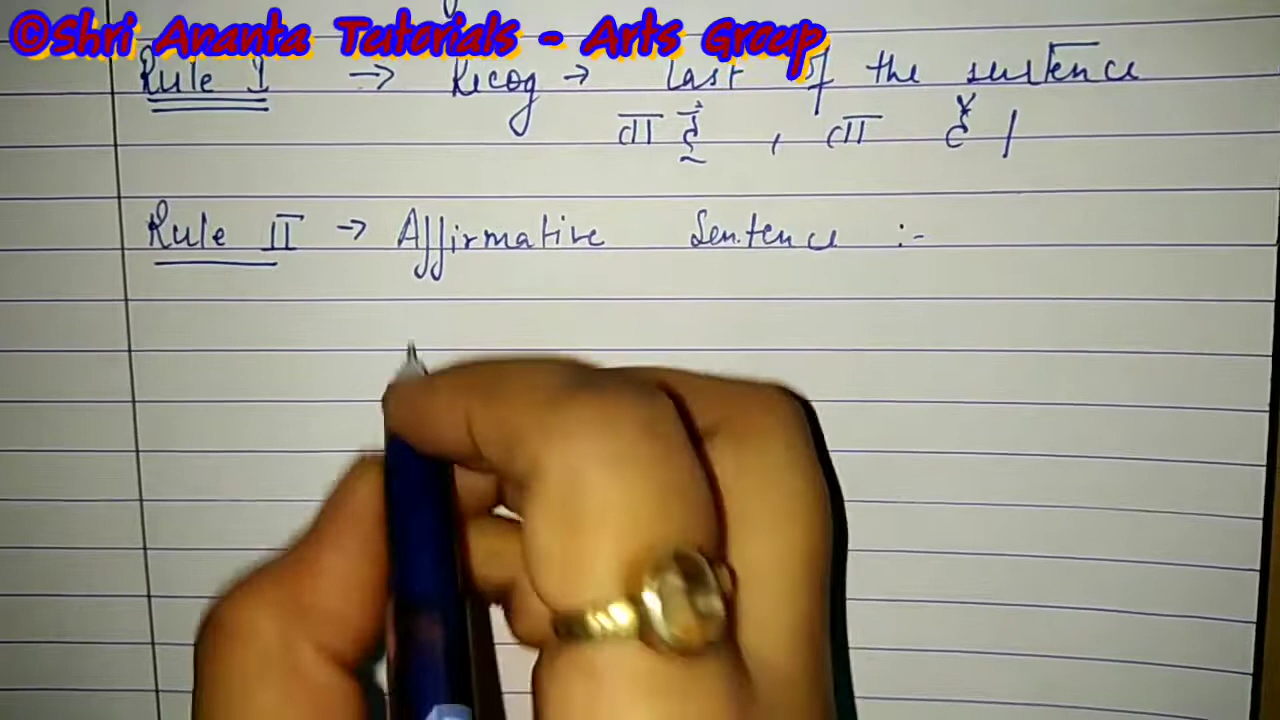 ©Shri Ananta Tutorials - Arts Group
Rule I → Recog → last of the sentence
ता है , ता हूँ |
Rule II → Affirmative Sentence :-